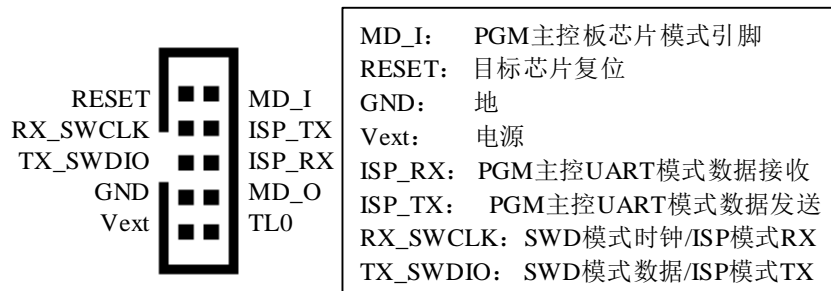 RESET MD_I
RX_SWCLK ISP_TX
TX_SWDIO ISP_RX
GND MD_O
Vext TL0
MD_I： PGM主控板芯片模式引脚
RESET： 目标芯片复位
GND： 地
Vext： 电源
ISP_RX： PGM主控UART模式数据接收
ISP_TX： PGM主控UART模式数据发送
RX_SWCLK：SWD模式时钟/ISP模式RX
TX_SWDIO： SWD模式数据/ISP模式TX